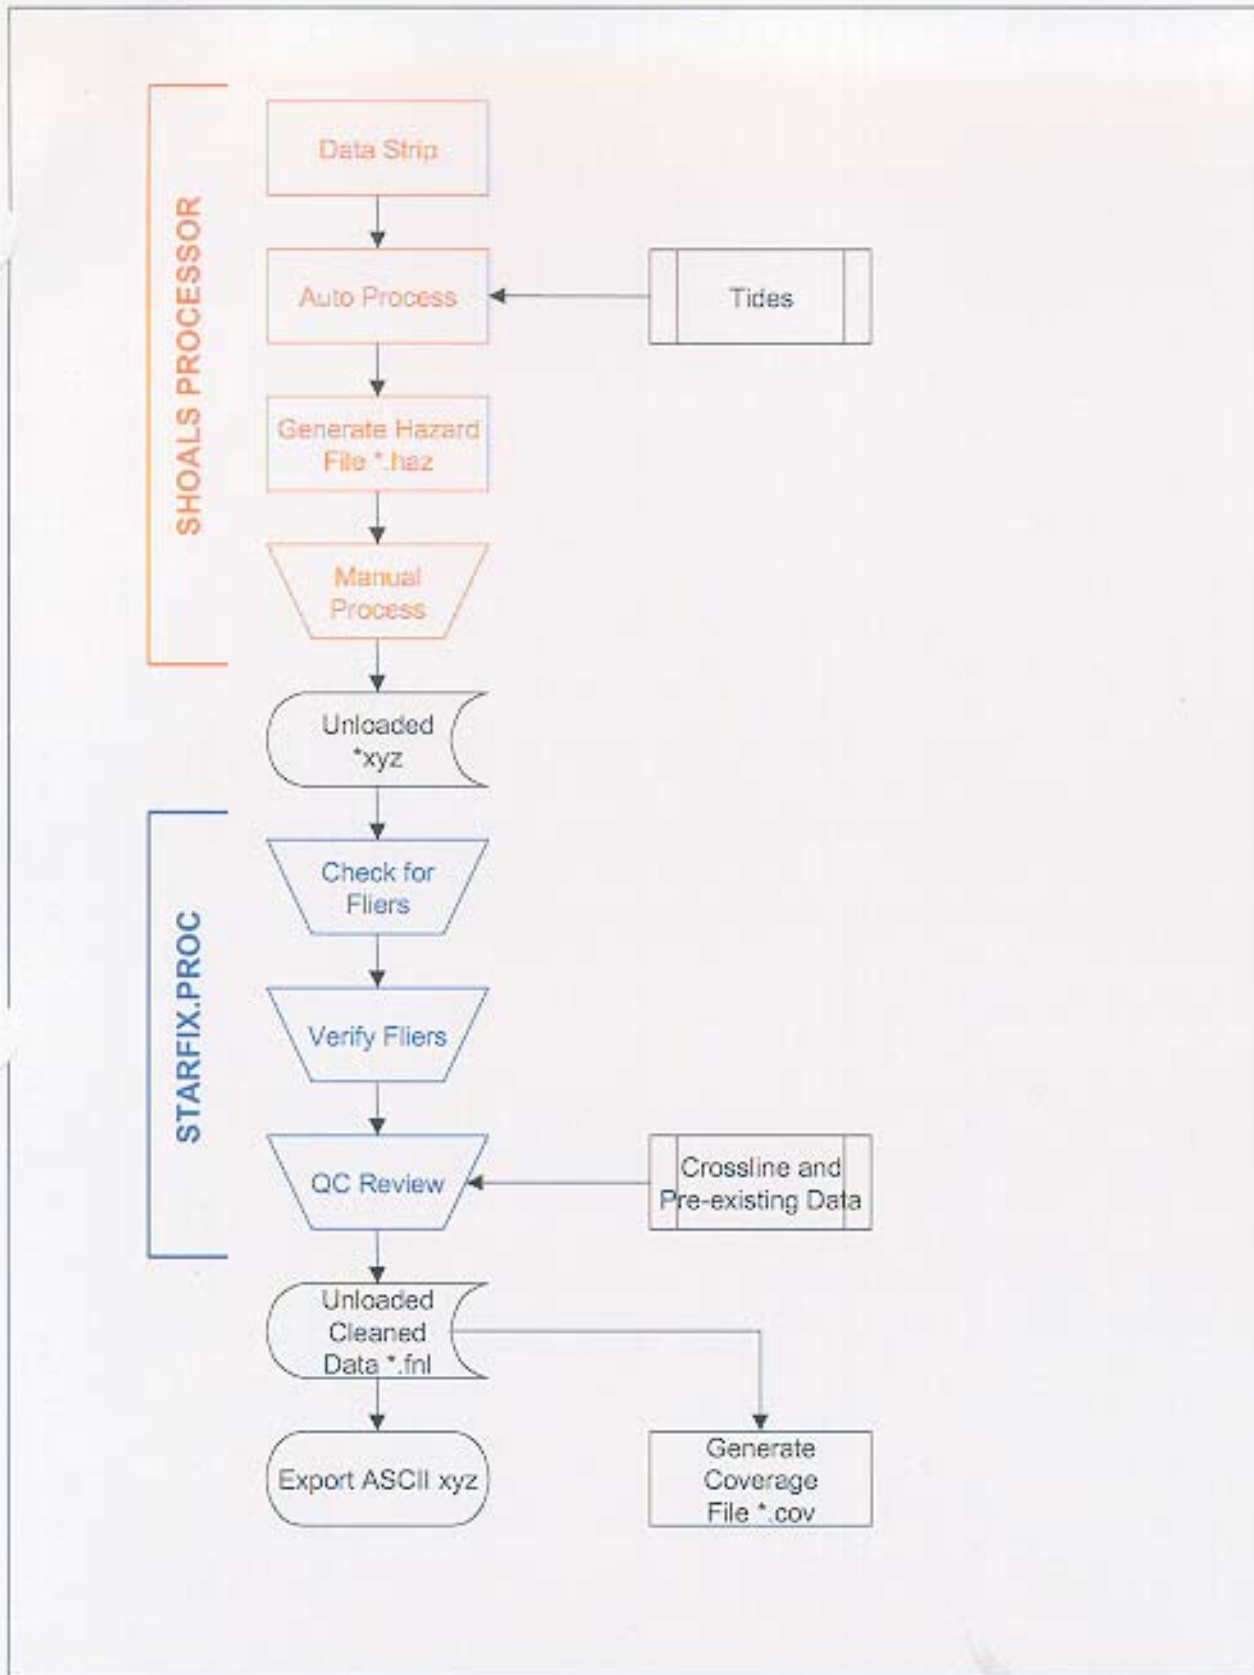 SHOALS PROCESSOR
Data Strip
Auto Process
Tides
Generate Hazard
File *.haz
Manual
Process
Unloaded
*xyz
STARFIX.PROC
Check for
Fliers
Verify Fliers
QC Review
Crossline and
Pre-existing Data
Unloaded
Cleaned
Data *.fnl
Export ASCII xyz
Generate
Coverage
File *.cov